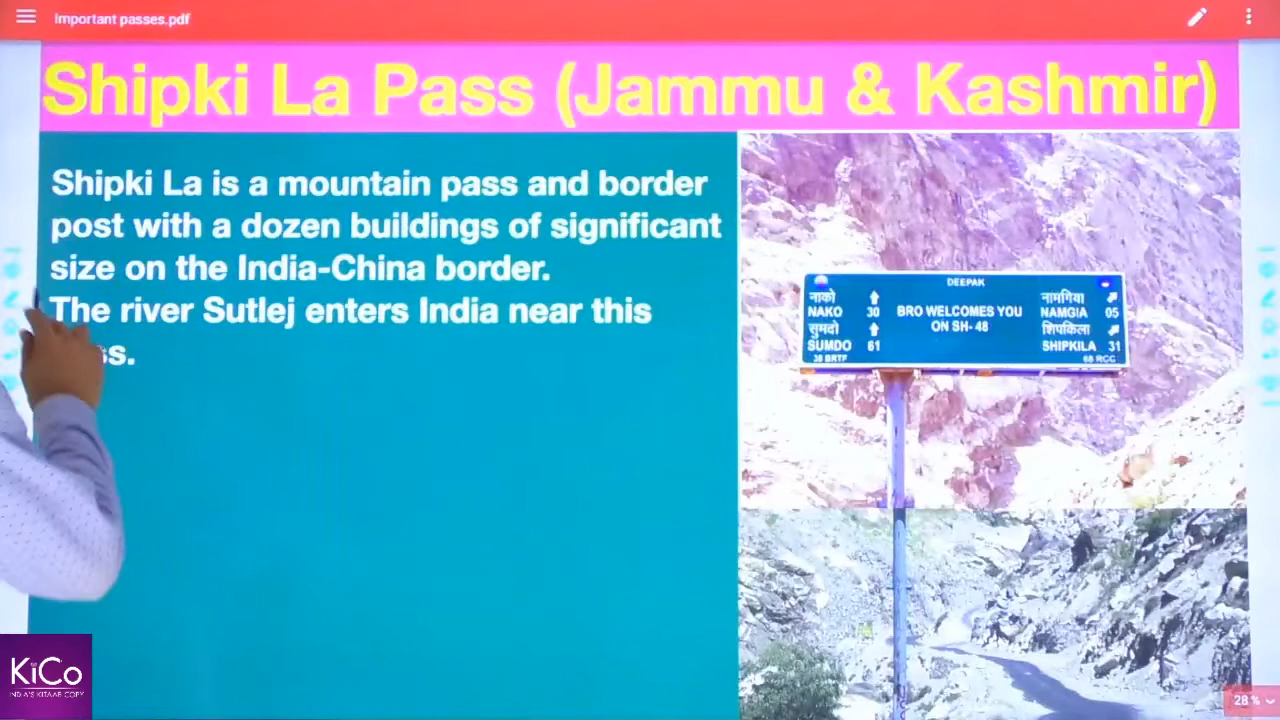 Important passes.pdf
Shipki La Pass (Jammu & Kashmir)
Shipki La is a mountain pass and border
post with a dozen buildings of significant
size on the India-China border.
The river Sutlej enters India near this
DEEPAK
नाको
NAKO 30
सुमदो
SUMDO 61
38 BRTF
BRO WELCOMES YOU
ON SH- 48
नामगिया
NAMGIA 05
शिपकिला
SHIPKILA 31
68 RCC
KiCo
INDIA'S KITAAB COPY
28 %